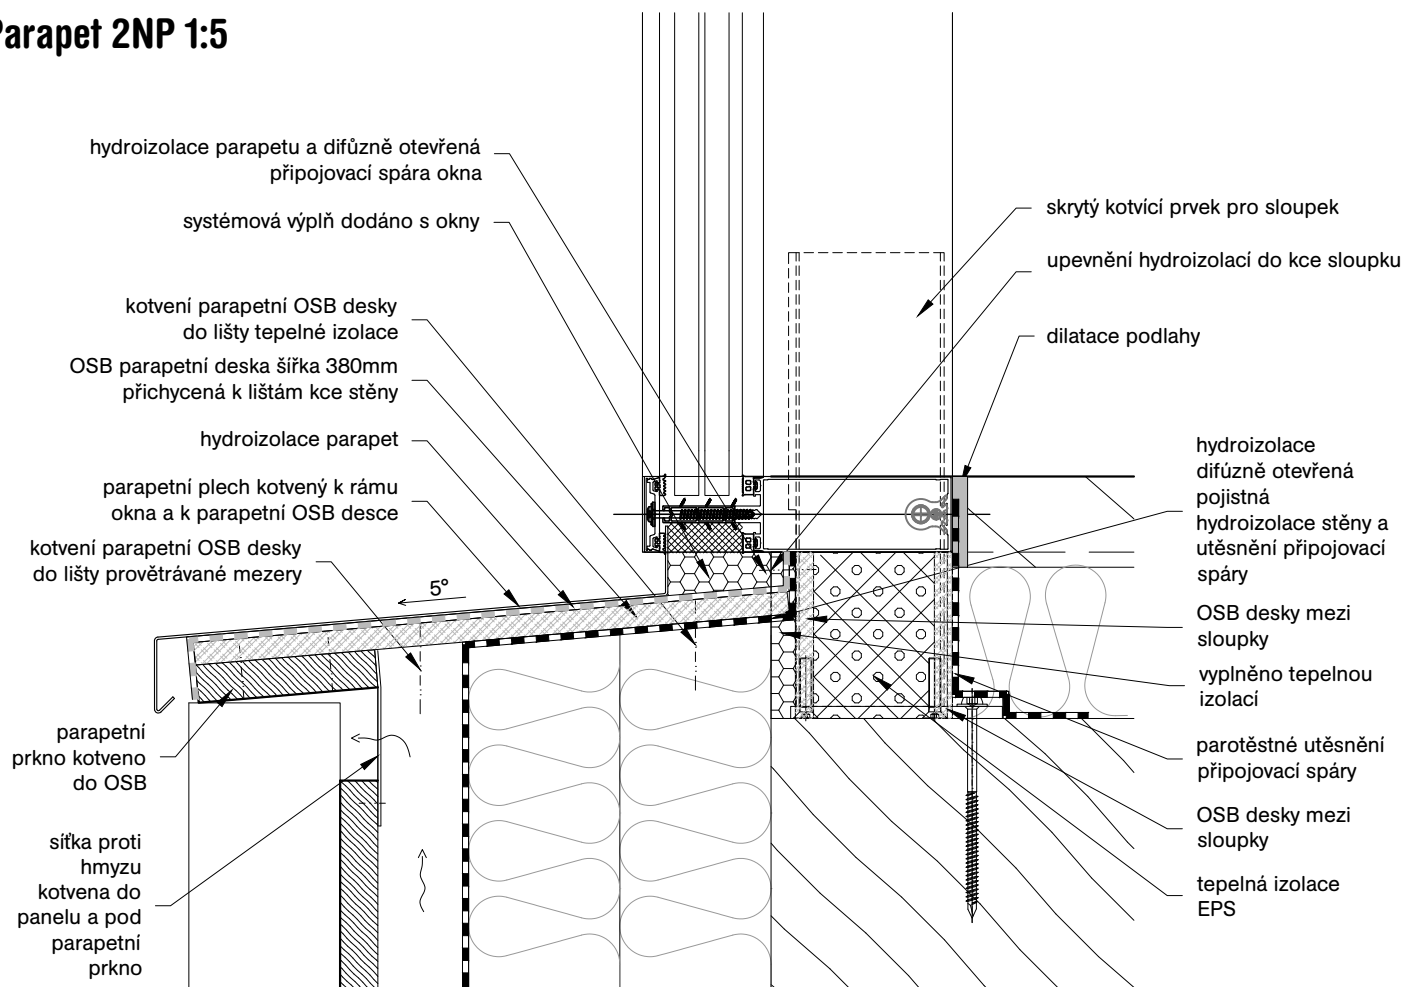 Parapet 2NP 1:5
hydroizolace parapetu a difůzně otevřená
připojovací spára okna
systémová výplň dodáno s okny
kotvení parapetní OSB desky
do lišty tepelné izolace
OSB parapetní deska šířka 380mm
přichycená k lištám kce stěny
hydroizolace parapet
parapetní plech kotvený k rámu
okna a k parapetní OSB desce
kotvení parapetní OSB desky
do lišty provětrávané mezery
5°
parapetní
prkno kotveno
do OSB
síťka proti
hmyzu
kotvena do
panelu a pod
parapetní
prkno
skrytý kotvící prvek pro sloupek
upevnění hydroizolací do kce sloupku
dilatace podlahy
hydroizolace
difúzně otevřená
pojistná
hydroizolace stěny a
utěsnění připojovací
spáry
OSB desky mezi
sloupky
vyplněno tepelnou
izolací
parotěstné utěsnění
připojovací spáry
OSB desky mezi
sloupky
tepelná izolace
EPS